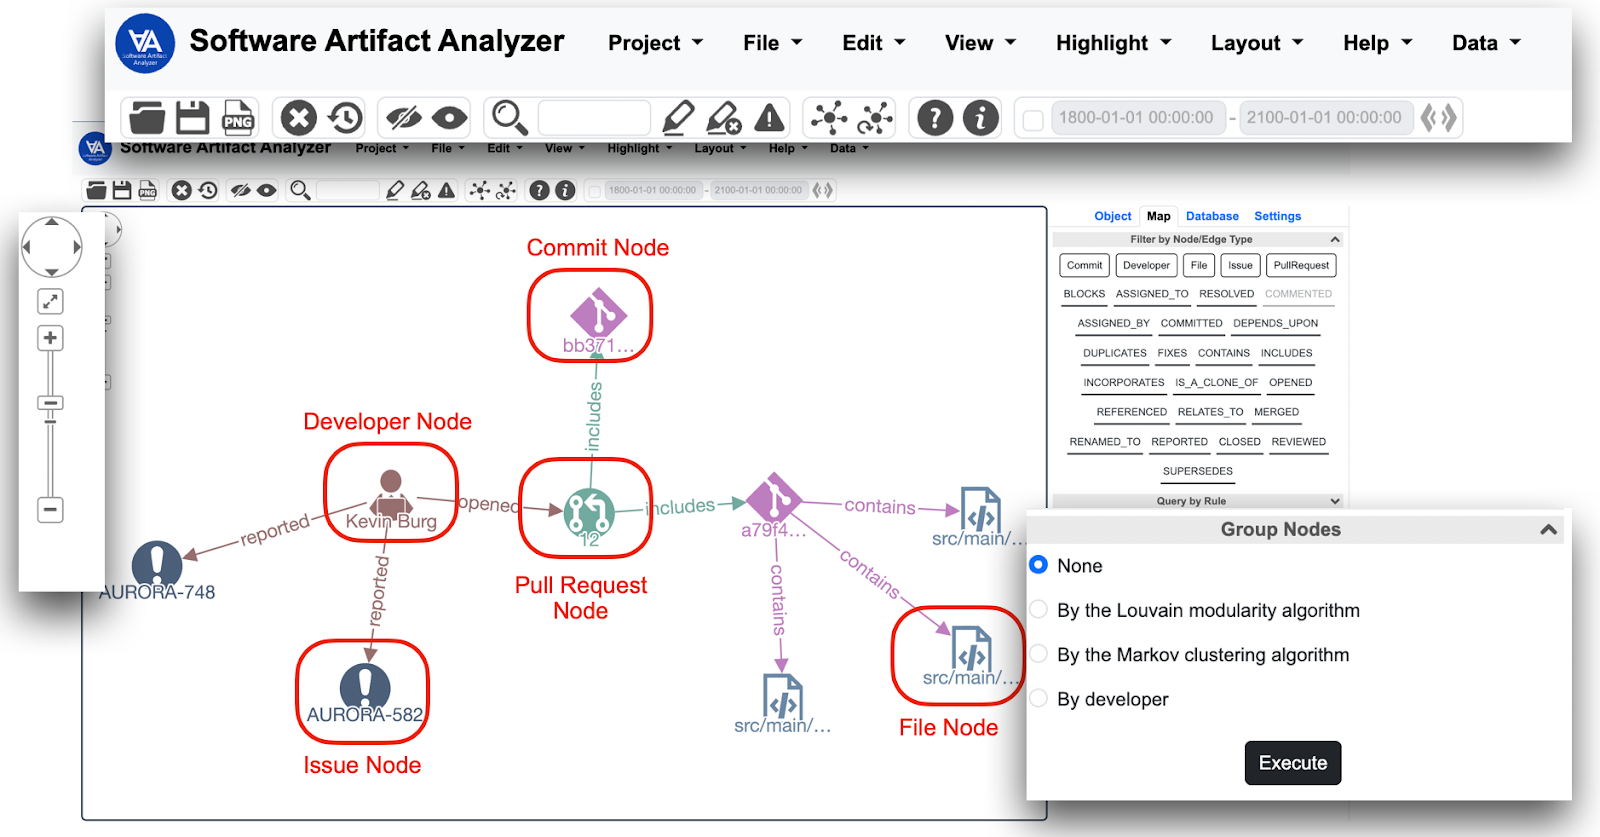 Software Artifact Analyzer
Project File Edit View Highlight Layout Help Data
VA
Software Artifact
Analyzer
PNG
1800-01-01 00:00:00 - 2100-01-01 00:00:00
Software Artifact Analyzer
Project File Edit View Highlight Layout Help Data
PNG
1800-01-01 00:00:00 - 2100-01-01 00:00:00
Object Map Database Settings
Filter by Node/Edge Type
Commit Developer File Issue PullRequest
BLOCKS ASSIGNED_TO RESOLVED COMMENTED
ASSIGNED_BY COMMITTED DEPENDS_UPON
DUPLICATES FIXES CONTAINS INCLUDES
INCORPORATES IS_A_CLONE_OF OPENED
REFERENCED RELATES_TO MERGED
RENAMED_TO REPORTED CLOSED REVIEWED
SUPERSEDES
Query by Rule
Commit Node
bb371...
includes
Developer Node
Kevin Burg
opened
12
includes
a79f4...
contains
src/main/...
contains
contains
reported
AURORA-748
reported
Pull Request
Node
src/main/...
File Node
src/main/...
AURORA-582
Issue Node
Group Nodes
None
By the Louvain modularity algorithm
By the Markov clustering algorithm
By developer
Execute